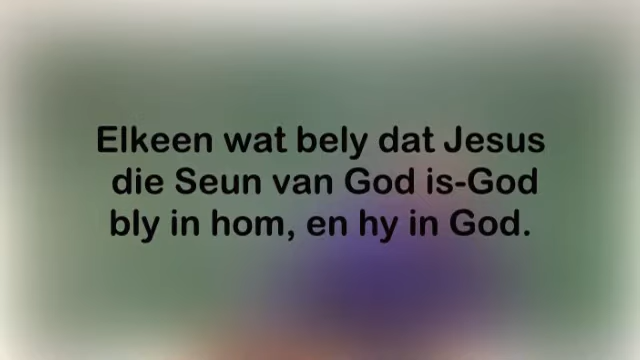 Elkeen wat bely dat Jesus
die Seun van God is-God
bly in hom, en hy in God.